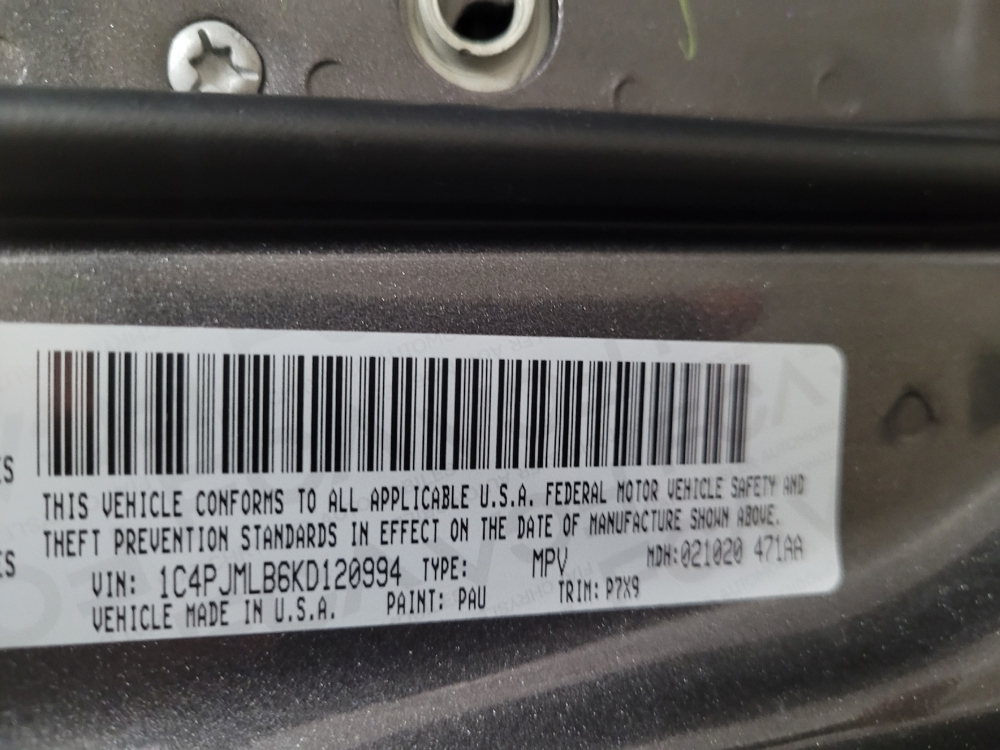 THIS VEHICLE CONFORMS TO ALL APPLICABLE U.S.A. FEDERAL MOTOR VEHICLE SAFETY AND
THEFT PREVENTION STANDARDS IN EFFECT ON THE DATE OF MANUFACTURE SHOWN ABOVE.
VIN: 1C4PJMLB6KD120994 TYPE: MPV MDH:021020 471AA
VEHICLE MADE IN U.S.A. PAINT: PAU TRIM: P7X9